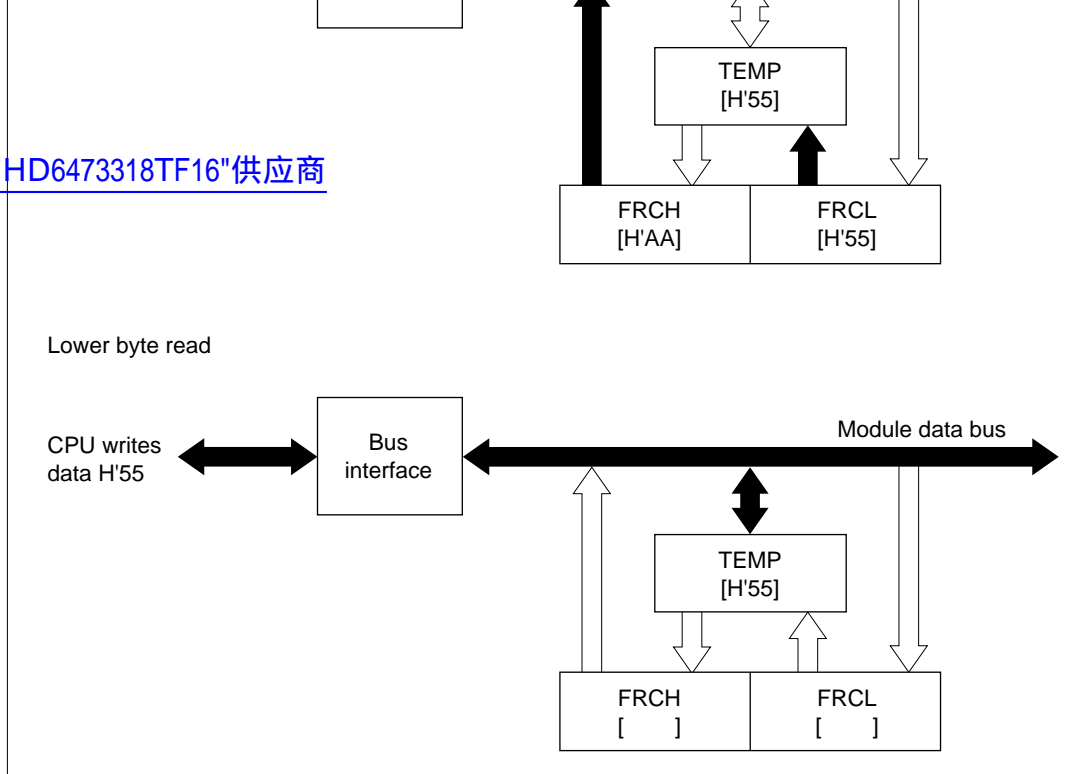 TEMP
[H'55]
"HD6473318TF16"供应商
FRCH
[H'AA]
FRCL
[H'55]
Lower byte read
CPU writes
data H'55
Bus
interface
Module data bus
TEMP
[H'55]
FRCH
[ ]
FRCL
[ ]